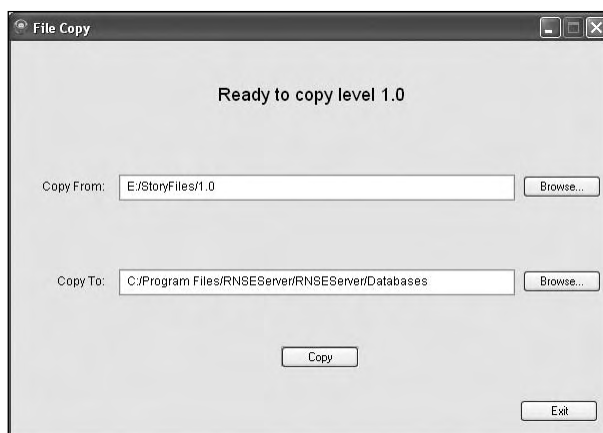 File Copy
Ready to copy level 1.0
Copy From: E:/StoryFiles/1.0 Browse...
Copy To: C:/Program Files/RNSEServer/RNSEServer/Databases Browse...
Copy
Exit